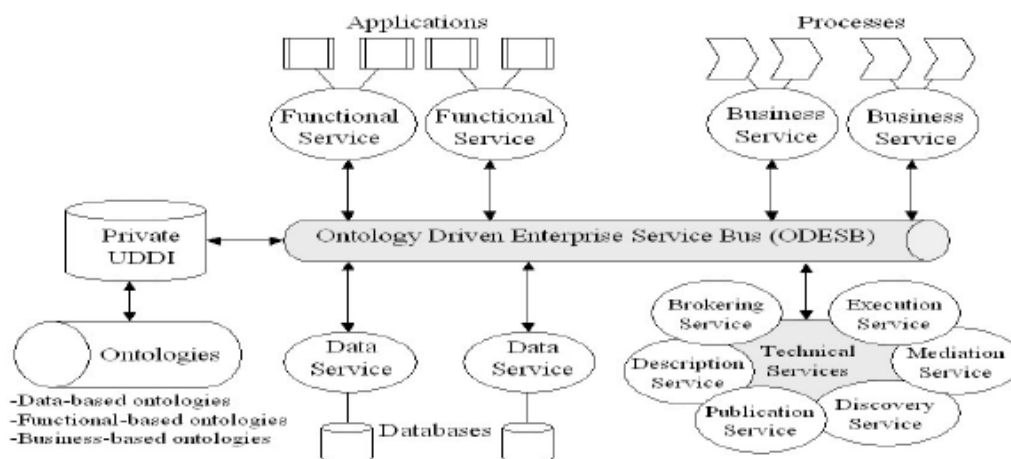 Applications
Processes
Functional
Service
Functional
Service
Business
Service
Business
Service
Private
UDDI
Ontology Driven Enterprise Service Bus (ODESB)
Ontologies
-Data-based ontologies
-Functional-based ontologies
-Business-based ontologies
Data
Service
Data
Service
Databases
Brokering
Service
Execution
Service
Description
Service
Technical
Services
Mediation
Service
Publication
Service
Discovery
Service